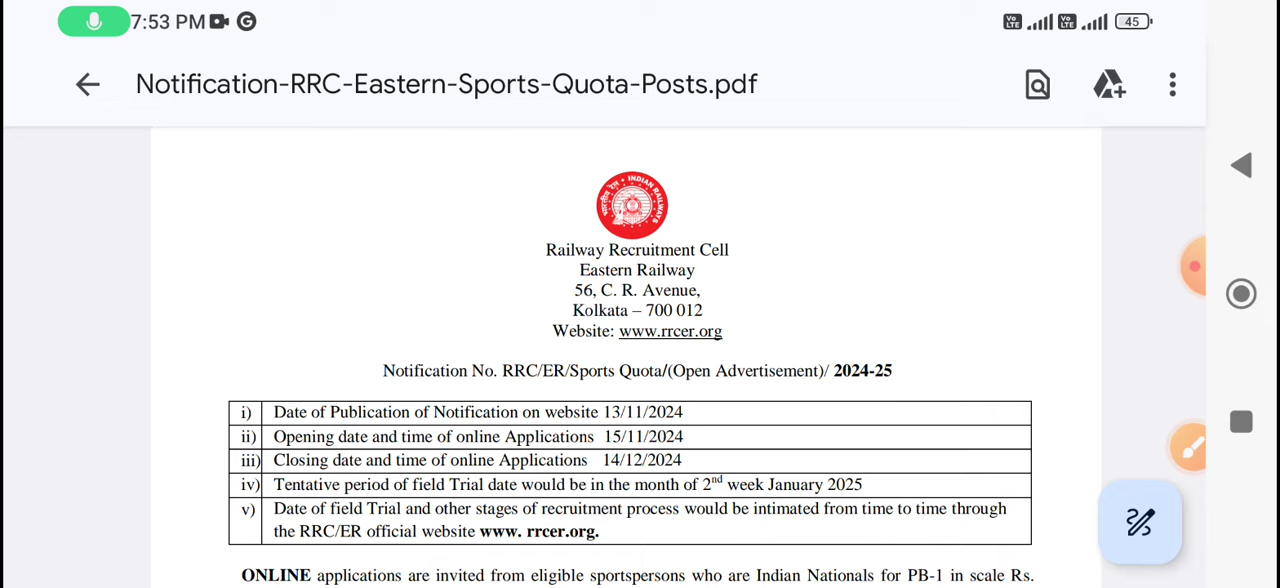 7:53 PM
45
Notification-RRC-Eastern-Sports-Quota-Posts.pdf
INDIAN RAILWAYS
भारतीय रेल
Railway Recruitment Cell
Eastern Railway
56, C. R. Avenue,
Kolkata – 700 012
Website: www.rrcer.org
Notification No. RRC/ER/Sports Quota/(Open Advertisement)/ 2024-25
i) Date of Publication of Notification on website 13/11/2024
ii) Opening date and time of online Applications 15/11/2024
iii) Closing date and time of online Applications 14/12/2024
iv) Tentative period of field Trial date would be in the month of 2nd week January 2025
v) Date of field Trial and other stages of recruitment process would be intimated from time to time through
the RRC/ER official website www. rrcer.org.
ONLINE applications are invited from eligible sportspersons who are Indian Nationals for PB-1 in scale Rs.